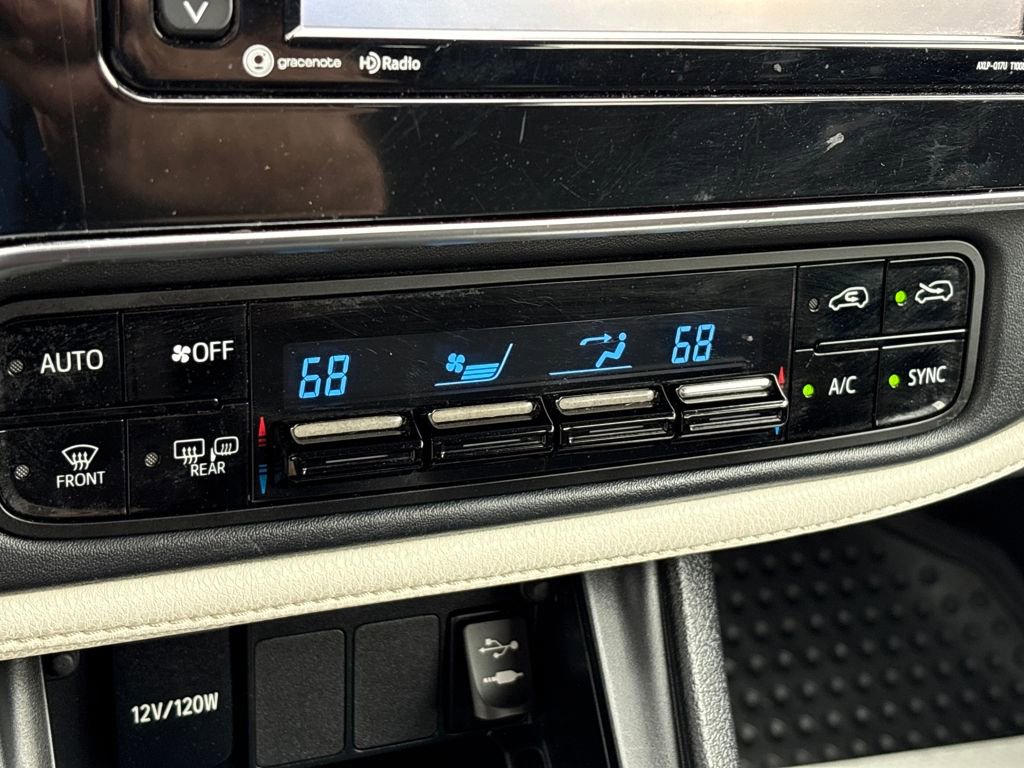 gracenote HD Radio
AUTO
OFF
68
68
A/C
SYNC
FRONT
REAR
12V/120W